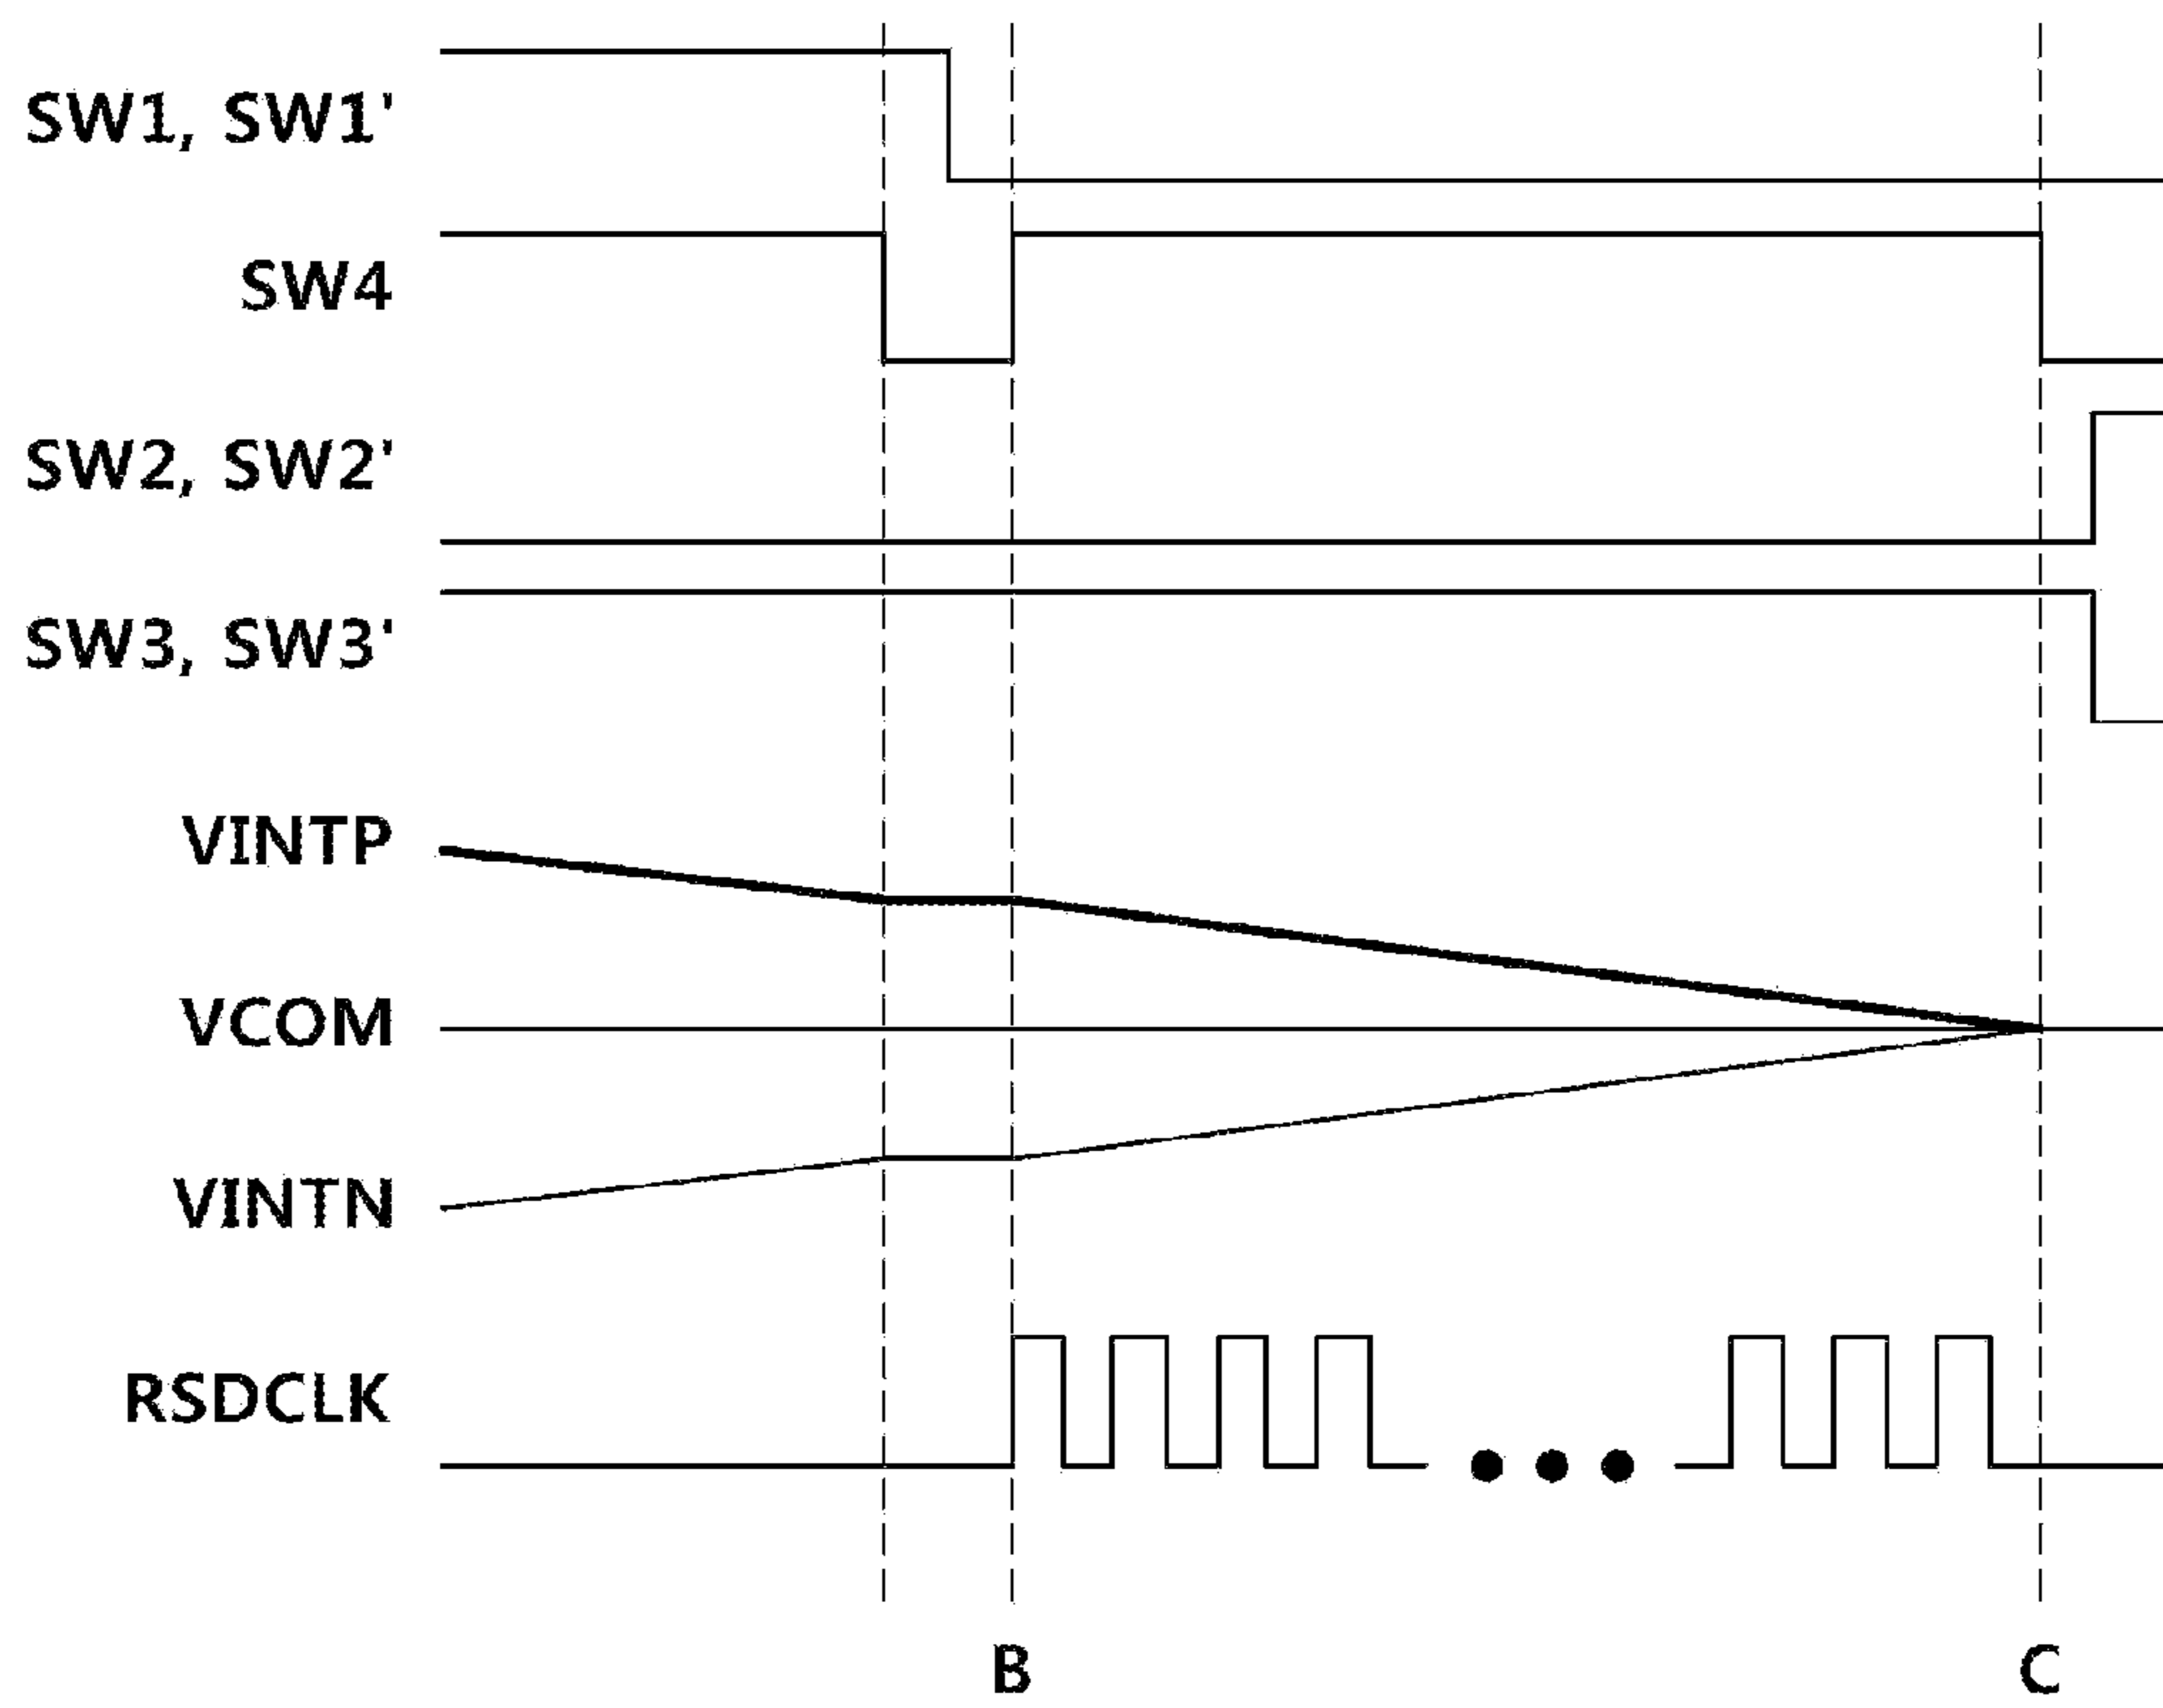 SW1, SW1'
SW4
SW2, SW2'
SW3, SW3'
VINTP
VCOM
VINTN
RSDCLK
B
C